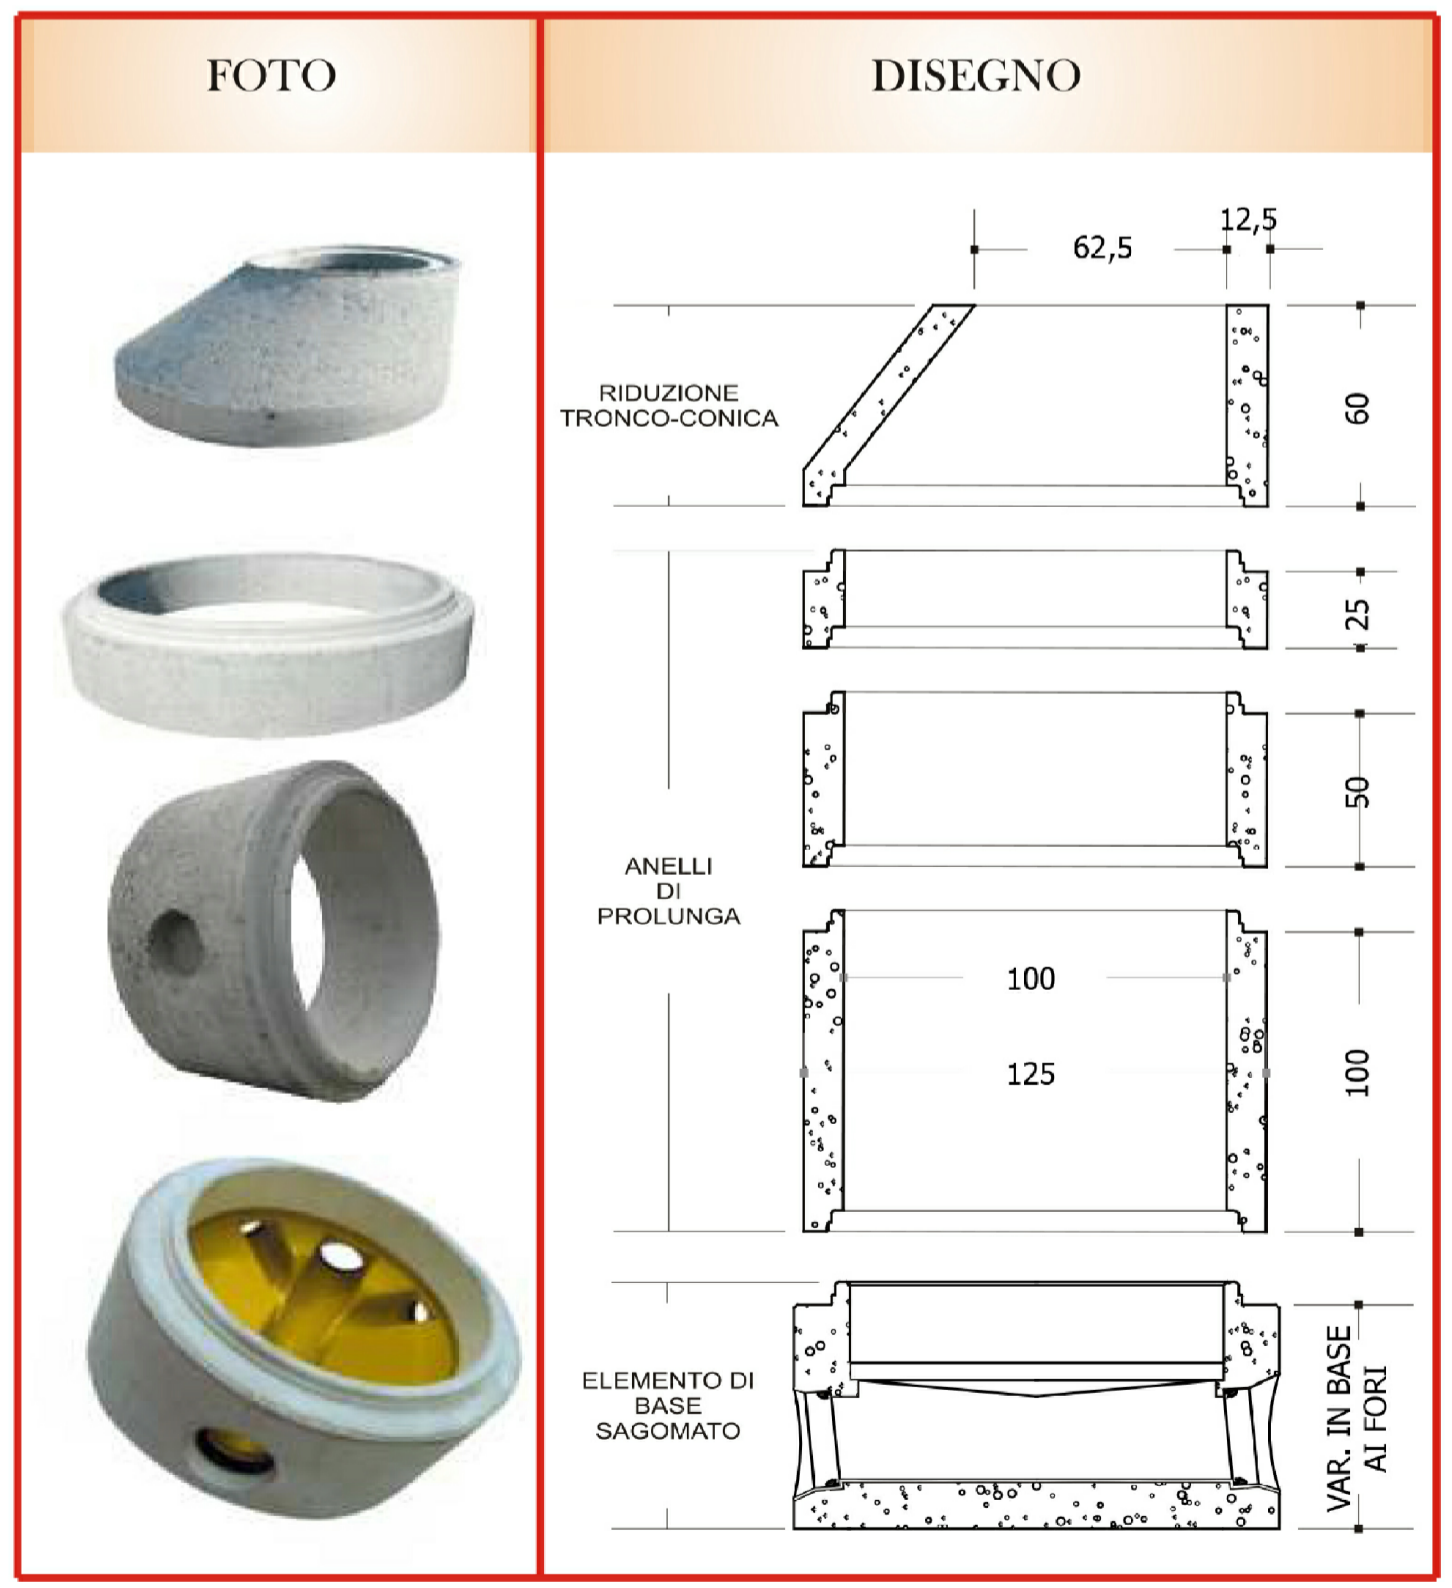 FOTO
DISEGNO
12,5
62,5
RIDUZIONE
TRONCO-CONICA
60
25
50
ANELLI
DI
PROLUNGA
100
125
100
ELEMENTO DI
BASE
SAGOMATO
VAR. IN BASE
AI FORI